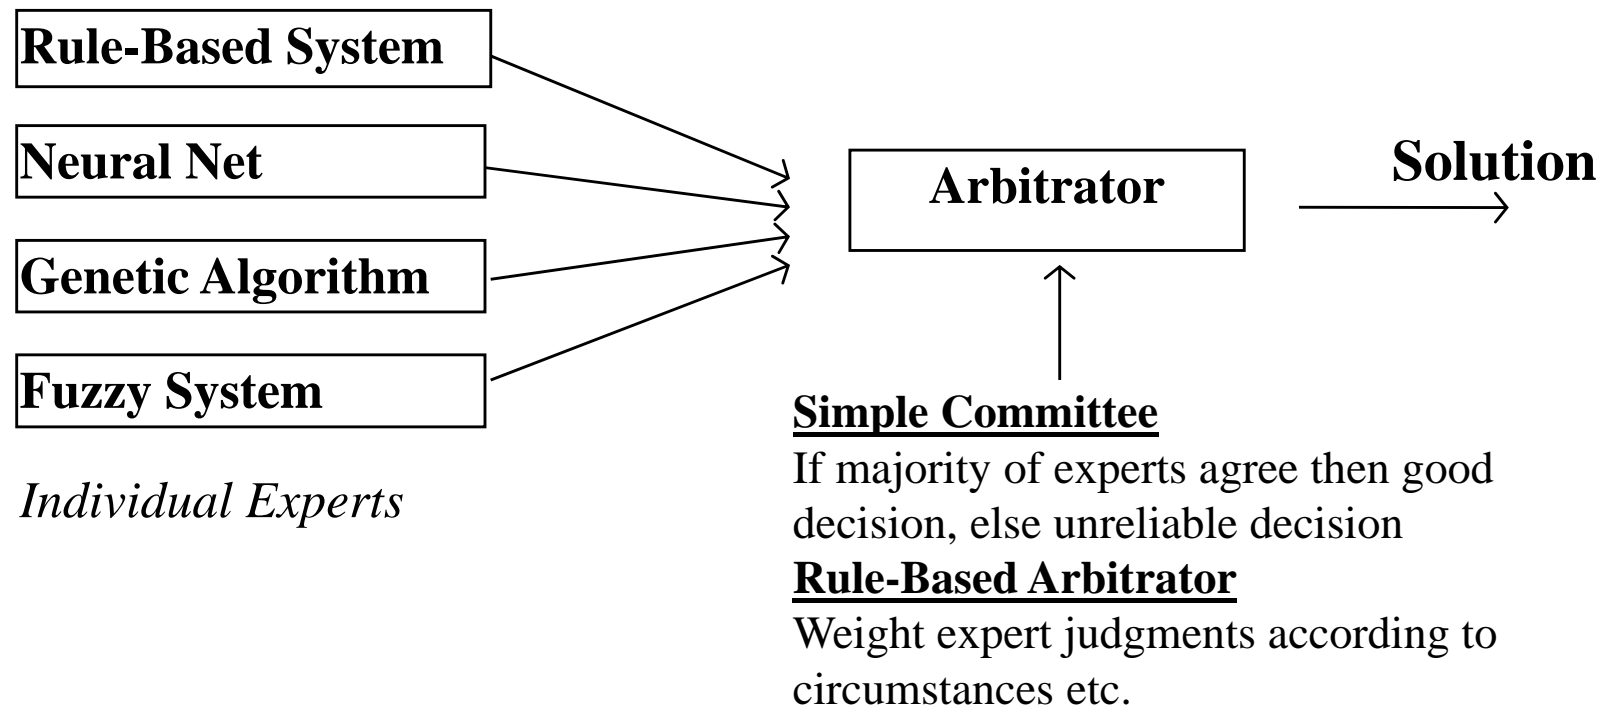 Rule-Based System
Neural Net
Genetic Algorithm
Fuzzy System
Individual Experts
Arbitrator
Solution
Simple Committee
If majority of experts agree then good
decision, else unreliable decision
Rule-Based Arbitrator
Weight expert judgments according to
circumstances etc.